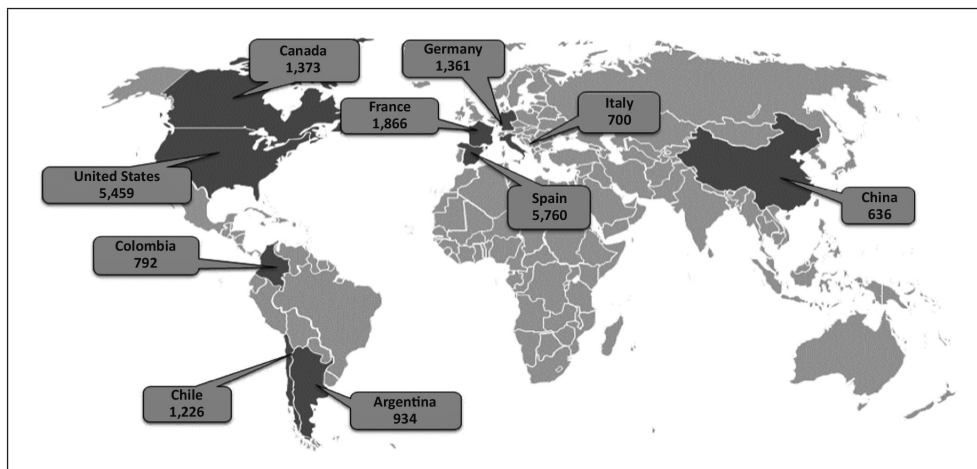 Canada
1,373
Germany
1,361
France
1,866
Italy
700
United States
5,459
Spain
5,760
China
636
Colombia
792
Chile
1,226
Argentina
934